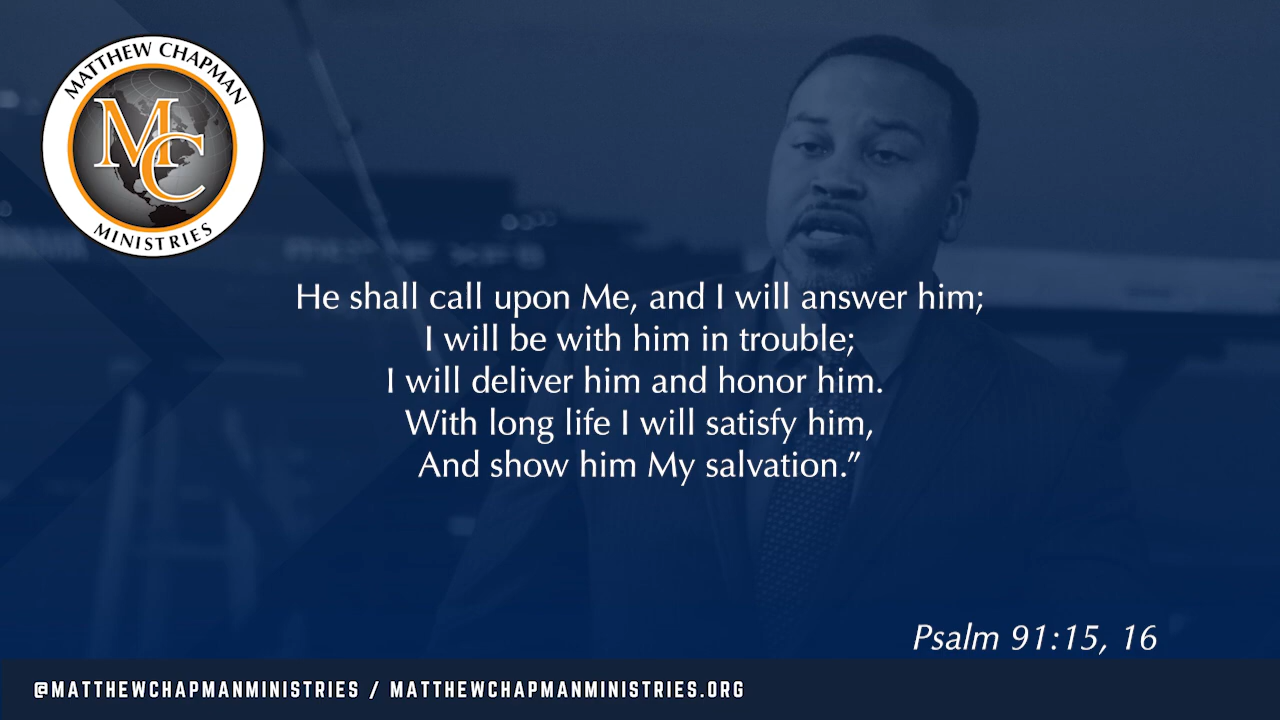 MATTHEW CHAPMAN
MC
MINISTRIES
He shall call upon Me, and I will answer him;
I will be with him in trouble;
I will deliver him and honor him.
With long life I will satisfy him,
And show him My salvation.”
Psalm 91:15, 16
@MATTHEWCHAPMANMINISTRIES / MATTHEWCHAPMANMINISTRIES.ORG